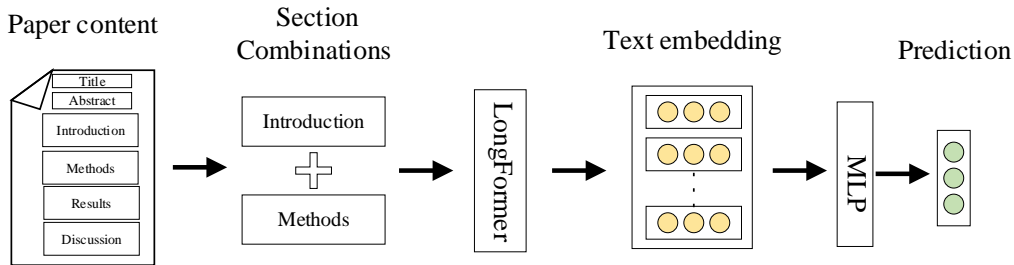 Paper content
Section
Combinations
Text embedding
Prediction
Title
Abstract
Introduction
Methods
Results
Discussion
Introduction
Methods
LongFormer
MLP